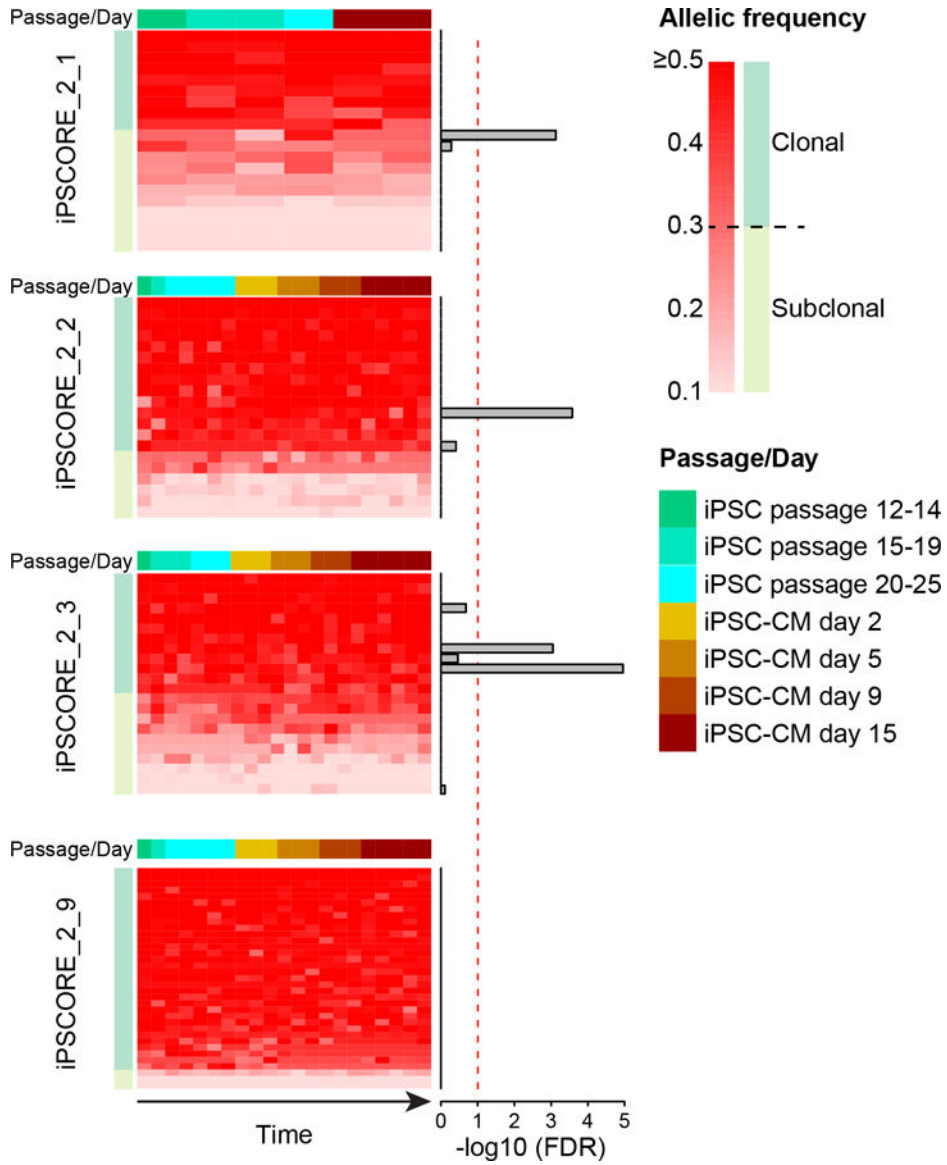 Passage/Day
iPSCORE_2_1
Passage/Day
iPSCORE_2_2
Passage/Day
iPSCORE_2_3
Passage/Day
iPSCORE_2_9
Time
0 1 2 3 4 5
-log10 (FDR)
Allelic frequency
≥0.5
0.4
0.3
0.2
0.1
Clonal
Subclonal
Passage/Day
iPSC passage 12-14
iPSC passage 15-19
iPSC passage 20-25
iPSC-CM day 2
iPSC-CM day 5
iPSC-CM day 9
iPSC-CM day 15